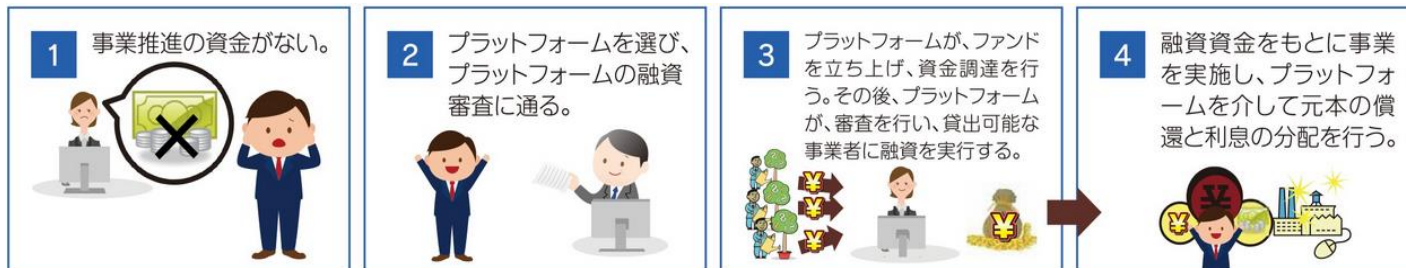 1
事業推進の資金がない。
2
プラットフォームを選び、
プラットフォームの融資
審査に通る。
3
プラットフォームが、ファンド
を立ち上げ、資金調達を行
う。その後、プラットフォーム
が、審査を行い、貸出可能な
事業者に融資を実行する。
¥
¥
¥
¥
4
融資資金をもとに事業
を実施し、プラットフォ
ームを介して元本の償
還と利息の分配を行う。
¥
¥